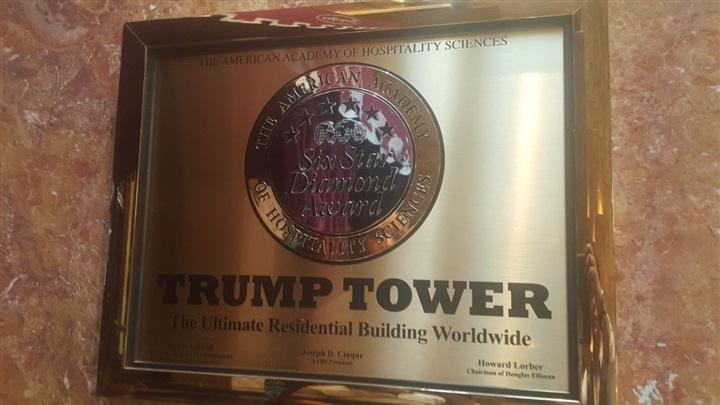 THE AMERICAN ACADEMY OF HOSPITALITY SCIENCES
THE AMERICAN ACADEMY
OF HOSPITALITY SCIENCES
Six Star
Diamond
Award
TRUMP TOWER
The Ultimate Residential Building Worldwide
Joseph D. Cinque
AAHS President
Howard Lorber
Chairman of Douglas Elliman